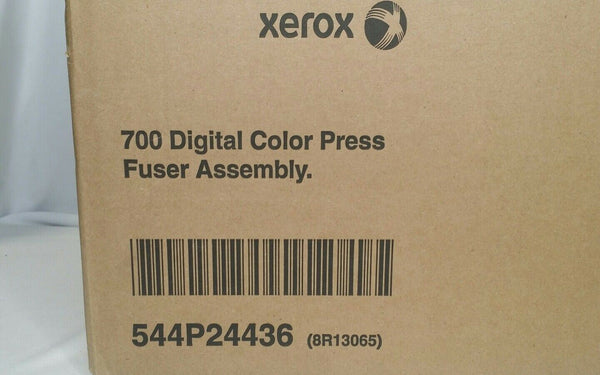 xerox
700 Digital Color Press
Fuser Assembly.
544P24436 (8R13065)